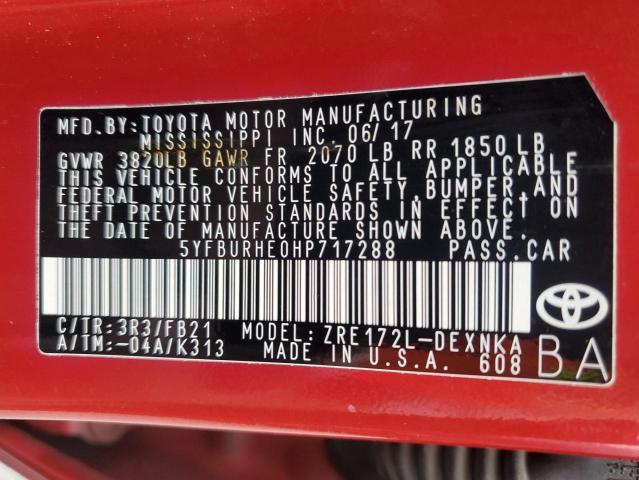 MFD. BY: TOYOTA MOTOR MANUFACTURING
MISSISSIPPI INC. 06/17
GVWR 3820LB GAWR FR 2070LB RR 1850LB
THIS VEHICLE CONFORMS TO ALL APPLICABLE
FEDERAL MOTOR VEHICLE SAFETY, BUMPER, AND
THEFT PREVENTION STANDARDS IN EFFECT ON
THE DATE OF MANUFACTURE SHOWN ABOVE.
5YFBURHE0HP717288 PASS. CAR
C/TR: 3R3/FB21 MODEL: ZRE172L-DEXNKA
A/TM: -04A/K313 MADE IN U.S.A. 608
BA